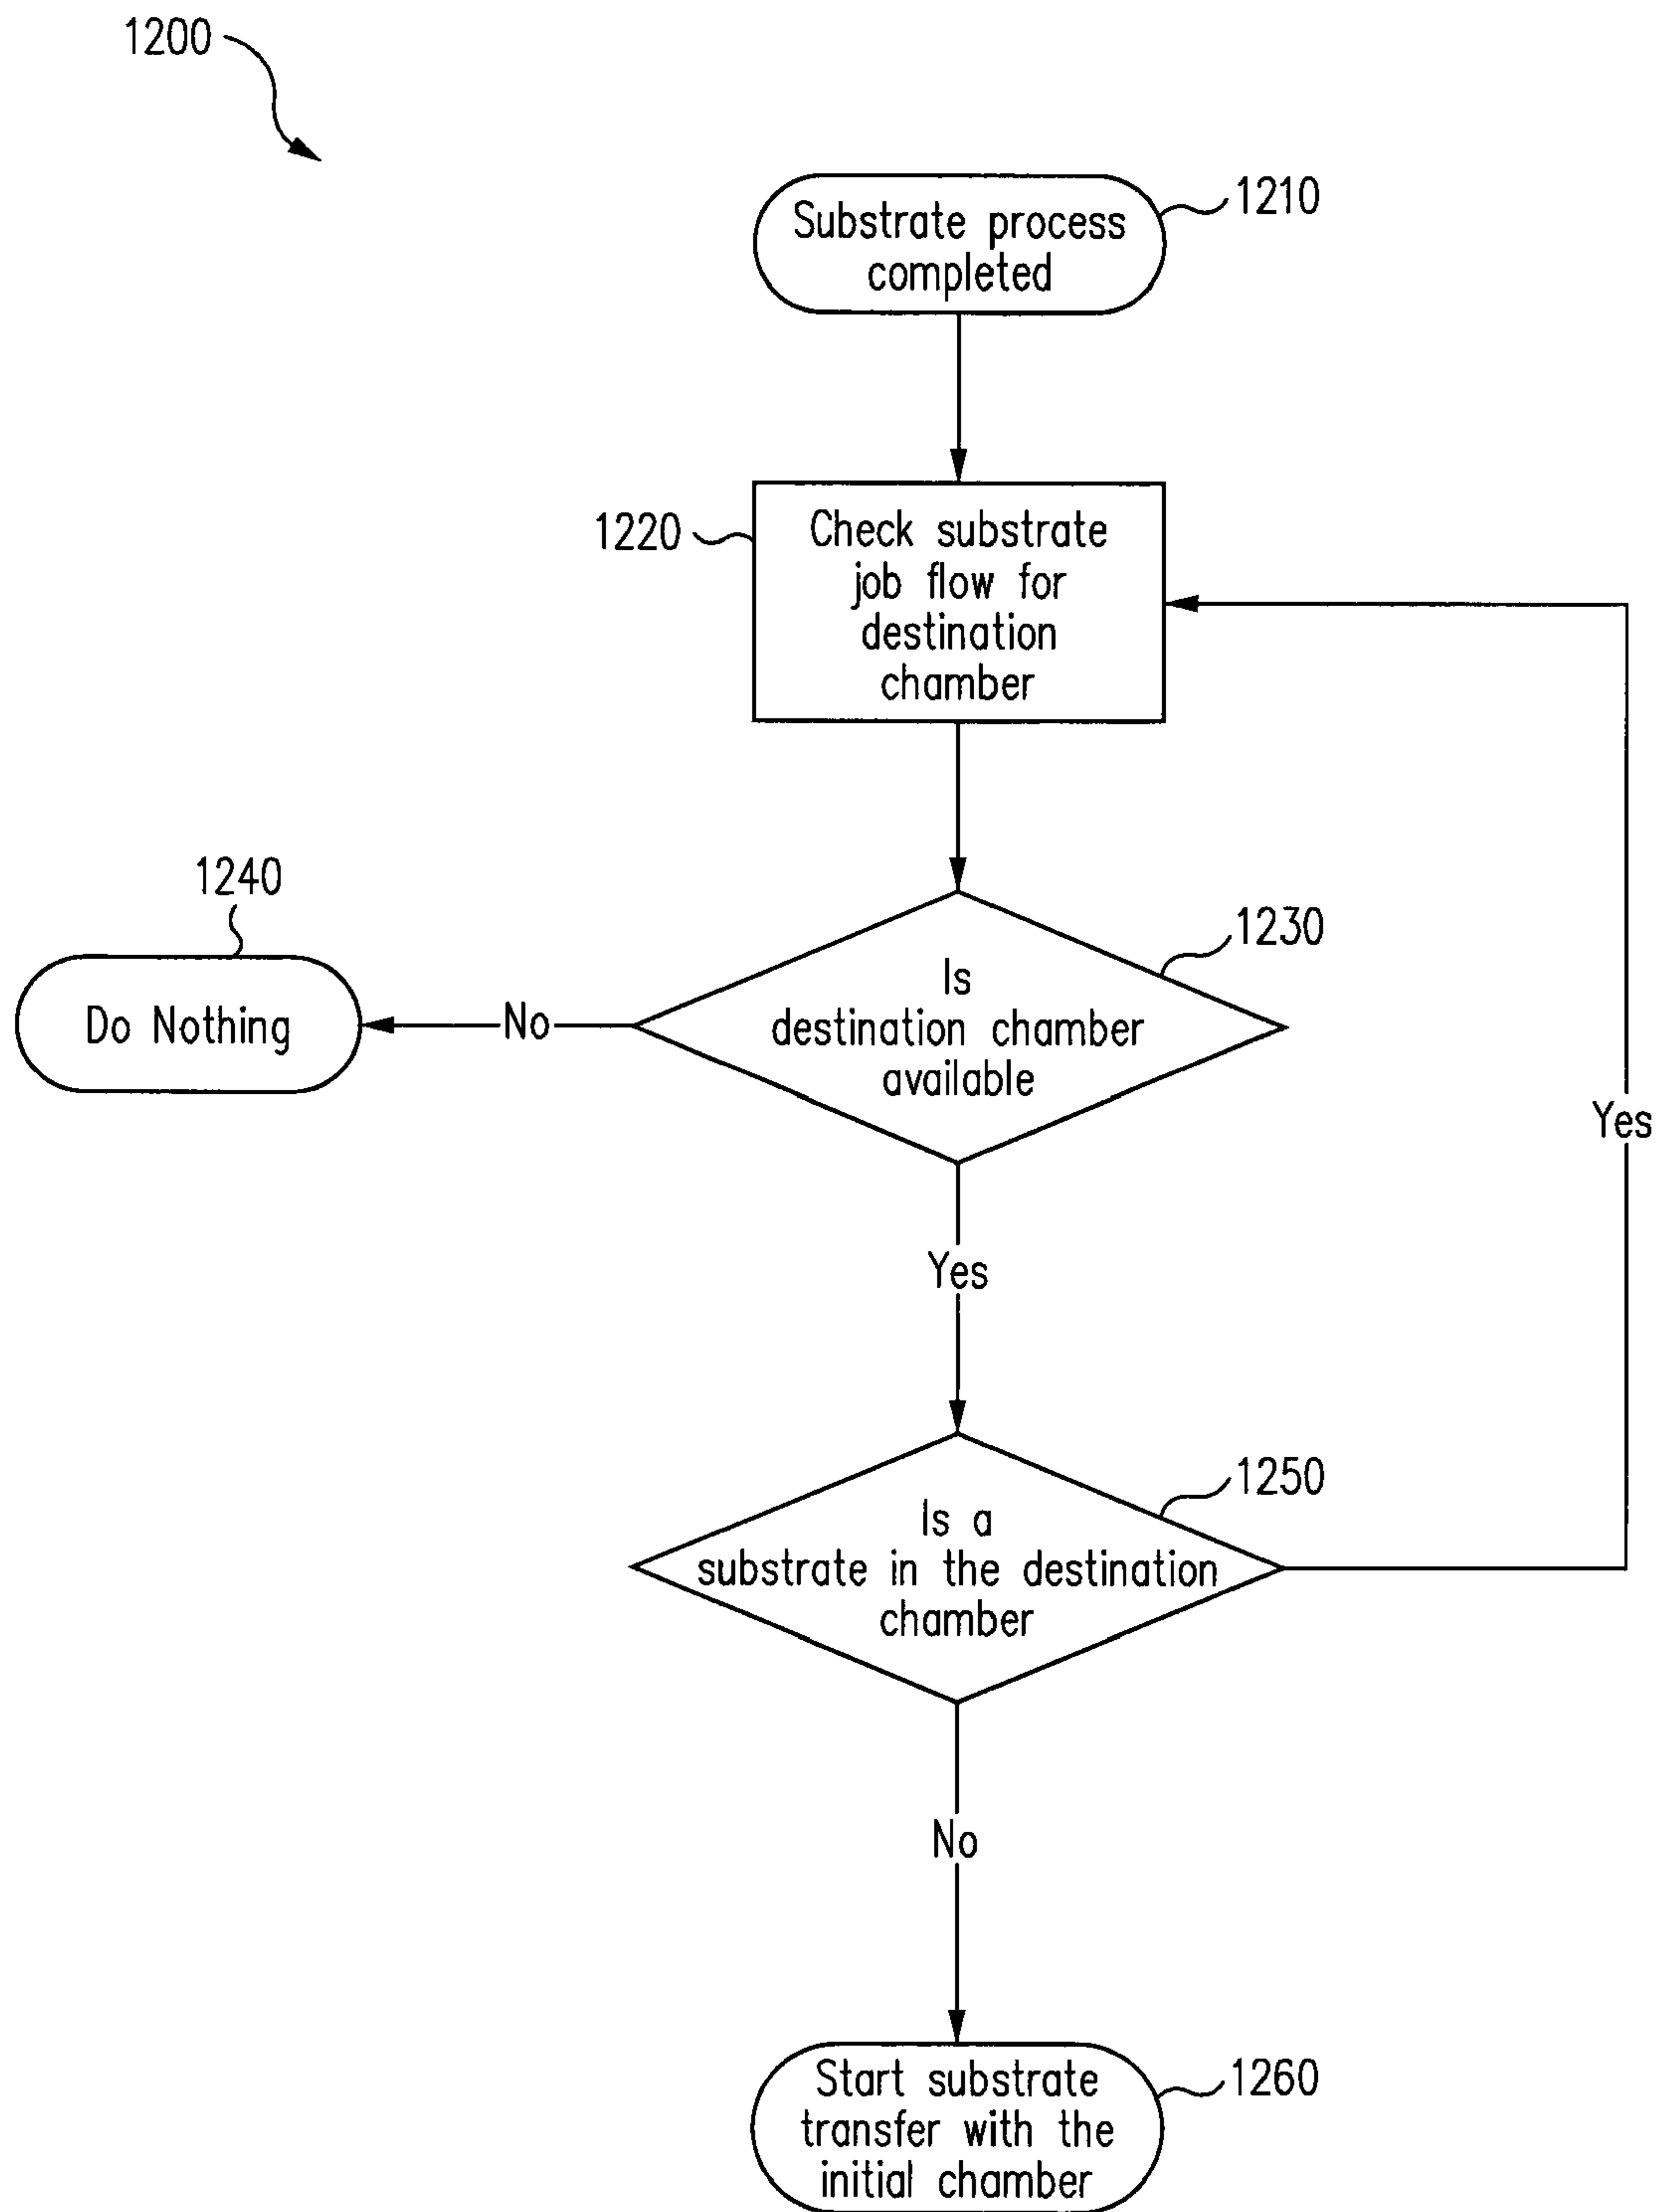 1200
Substrate process
completed
1210
1220
Check substrate
job flow for
destination
chamber
1240
1230
Do Nothing
No
Is
destination chamber
available
Yes
Yes
1250
Is a
substrate in the destination
chamber
No
Start substrate
transfer with the
initial chamber
1260